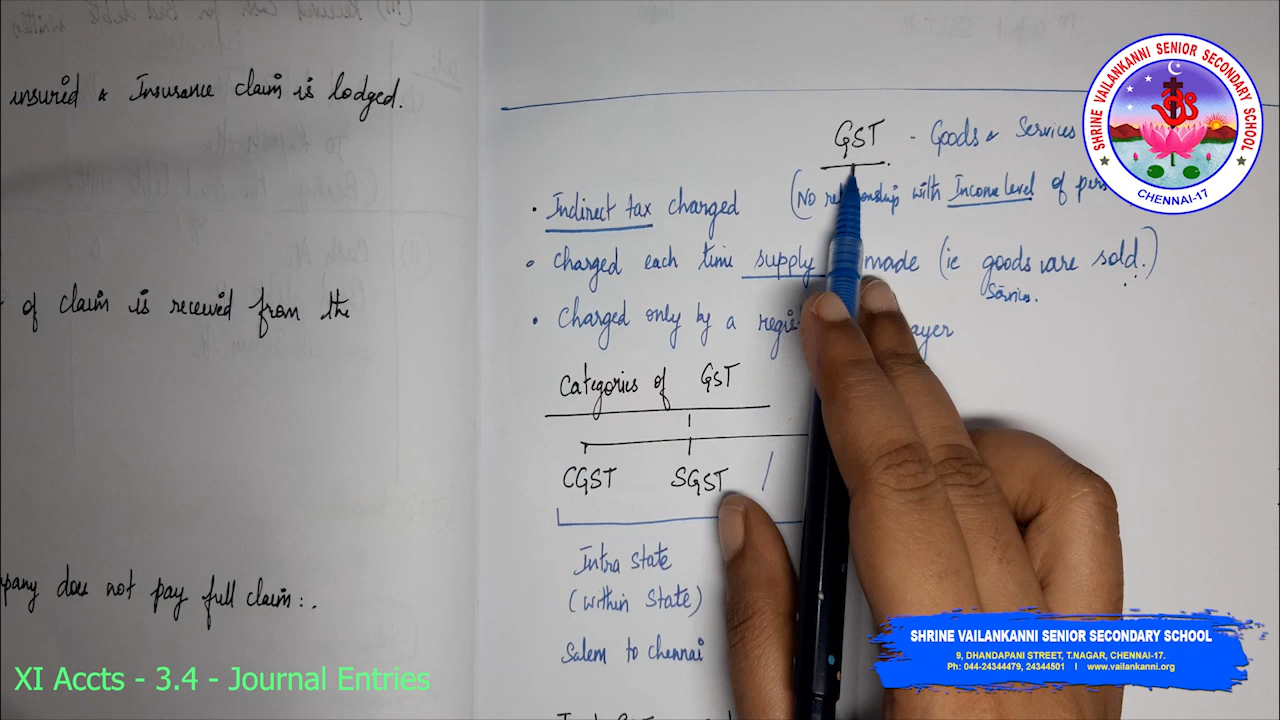 insured & Insurance claim is lodged.
of claim is received from the
does not pay full claim:.
GST - Goods & Services
Indirect tax charged (No relationship with Income level of
Charged each time supply made (ie goods are sold.)
Services.
Charged only by a
Categories of GST
CGST SGST /
Intra State
(within State)
Salem to Chennai
SHRINE VAILANKANNI SENIOR SECONDARY SCHOOL
CHENNAI-17
SHRINE VAILANKANNI SENIOR SECONDARY SCHOOL
9, DHANDAPANI STREET, T.NAGAR, CHENNAI-17.
Ph: 044-24344479, 24344501 I www.vailankanni.org
XI Accts - 3.4 - Journal Entries